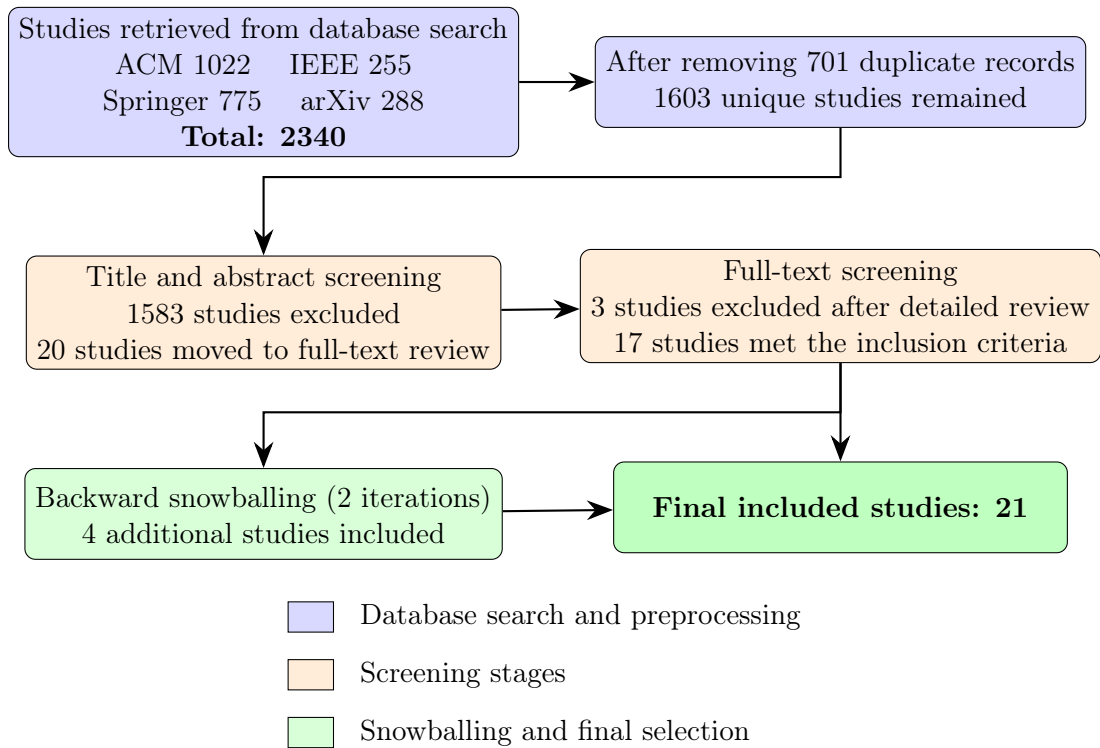 Studies retrieved from database search
ACM 1022 IEEE 255
Springer 775 arXiv 288
Total: 2340
After removing 701 duplicate records
1603 unique studies remained
Title and abstract screening
1583 studies excluded
20 studies moved to full-text review
Full-text screening
3 studies excluded after detailed review
17 studies met the inclusion criteria
Backward snowballing (2 iterations)
4 additional studies included
Final included studies: 21
Database search and preprocessing
Screening stages
Snowballing and final selection